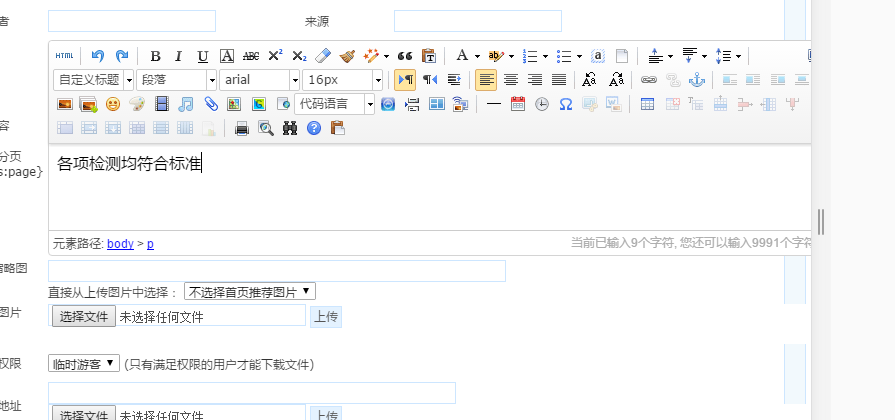 者
来源
HTML
B I U A ABC X² X₂
自定义标题 段落 arial 16px
代码语言
容
分页
s:page}
各项检测均符合标准
元素路径: body > p
当前已输入9个字符, 您还可以输入9991个字符
缩略图
直接从上传图片中选择： 不选择首页推荐图片
图片
选择文件 未选择任何文件 上传
权限
临时游客 (只有满足权限的用户才能下载文件)
地址
选择文件 未选择任何文件 上传